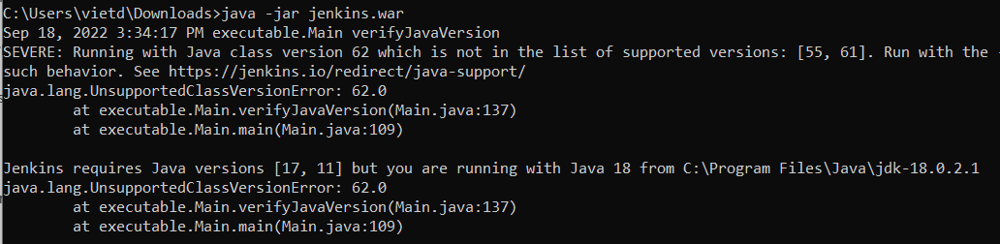 C:\Users\vietd\Downloads>java -jar jenkins.war
Sep 18, 2022 3:34:17 PM executable.Main verifyJavaVersion
SEVERE: Running with Java class version 62 which is not in the list of supported versions: [55, 61]. Run with the
such behavior. See https://jenkins.io/redirect/java-support/
java.lang.UnsupportedClassVersionError: 62.0
        at executable.Main.verifyJavaVersion(Main.java:137)
        at executable.Main.main(Main.java:109)

Jenkins requires Java versions [17, 11] but you are running with Java 18 from C:\Program Files\Java\jdk-18.0.2.1
java.lang.UnsupportedClassVersionError: 62.0
        at executable.Main.verifyJavaVersion(Main.java:137)
        at executable.Main.main(Main.java:109)